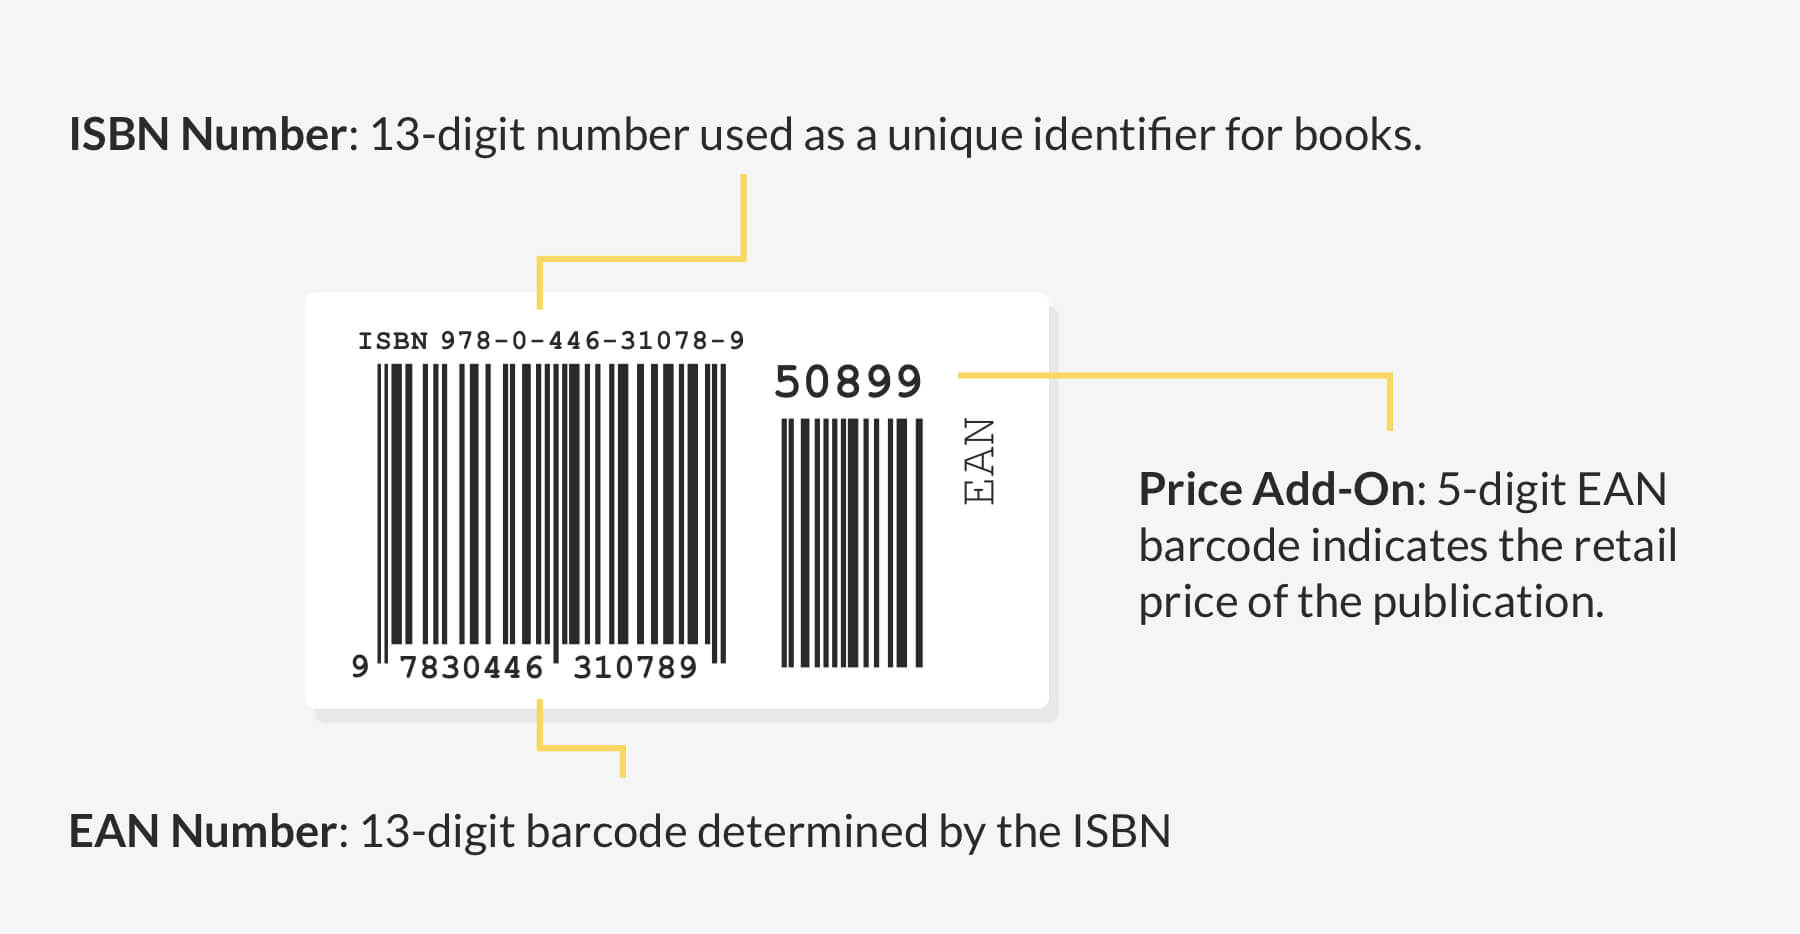 ISBN Number: 13-digit number used as a unique identifier for books.
ISBN 978-0-446-31078-9
50899
EAN
9 7830446 310789
Price Add-On: 5-digit EAN
barcode indicates the retail
price of the publication.
EAN Number: 13-digit barcode determined by the ISBN